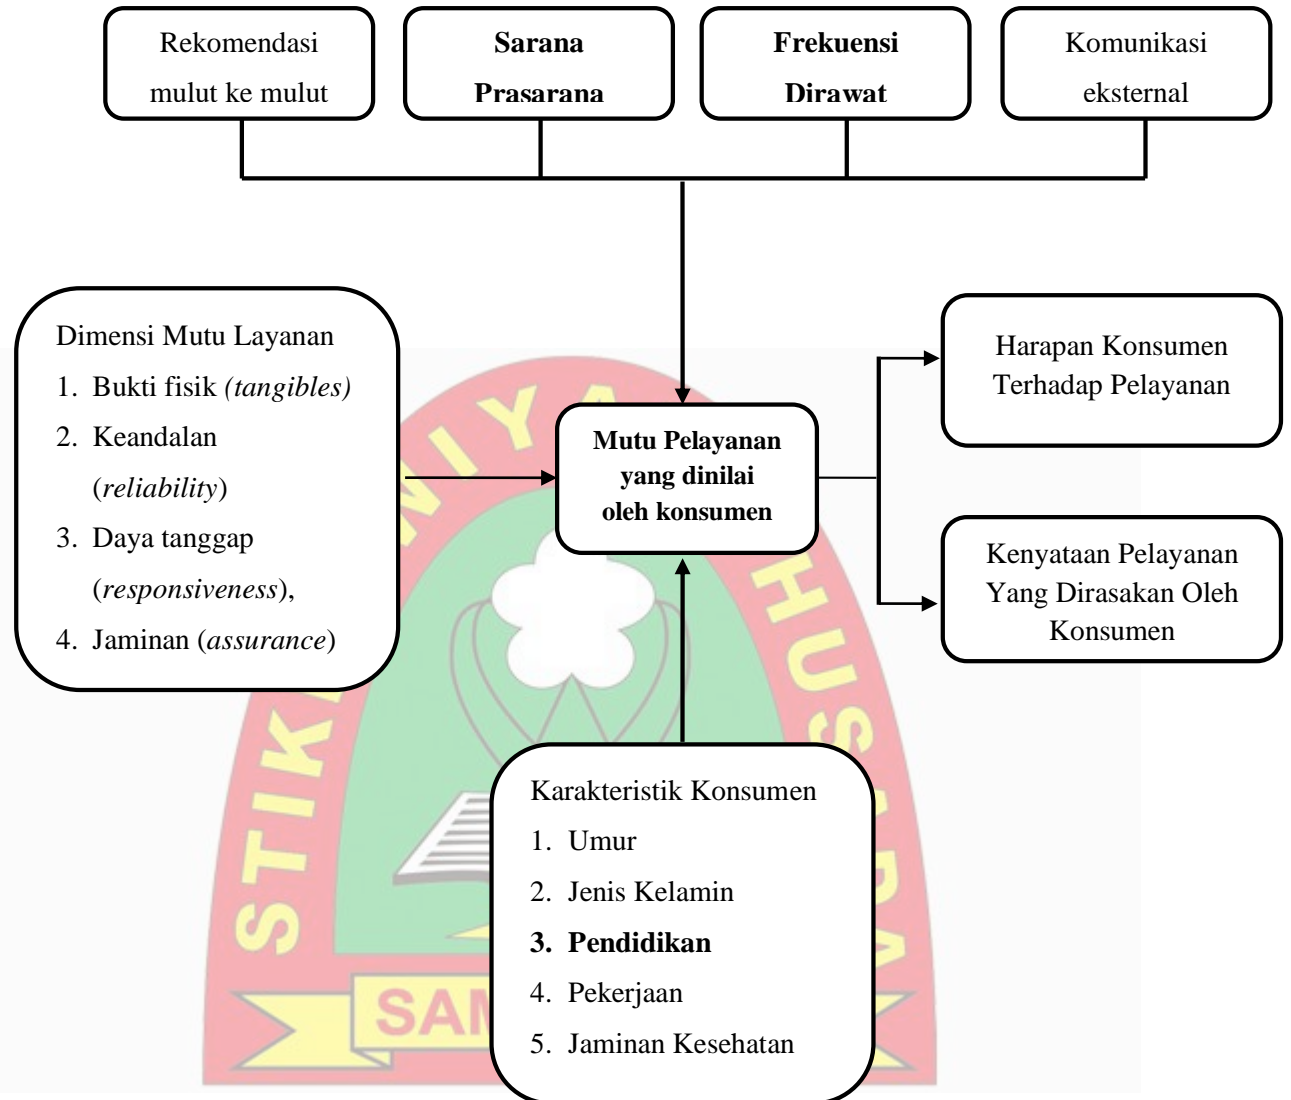 Rekomendasi
mulut ke mulut
Sarana
Prasarana
Frekuensi
Dirawat
Komunikasi
eksternal
Dimensi Mutu Layanan
1. Bukti fisik (tangibles)
2. Keandalan
(reliability)
3. Daya tanggap
(responsiveness),
4. Jaminan (assurance)
Mutu Pelayanan
yang dinilai
oleh konsumen
Harapan Konsumen
Terhadap Pelayanan
Kenyataan Pelayanan
Yang Dirasakan Oleh
Konsumen
Karakteristik Konsumen
1. Umur
2. Jenis Kelamin
3. Pendidikan
4. Pekerjaan
5. Jaminan Kesehatan